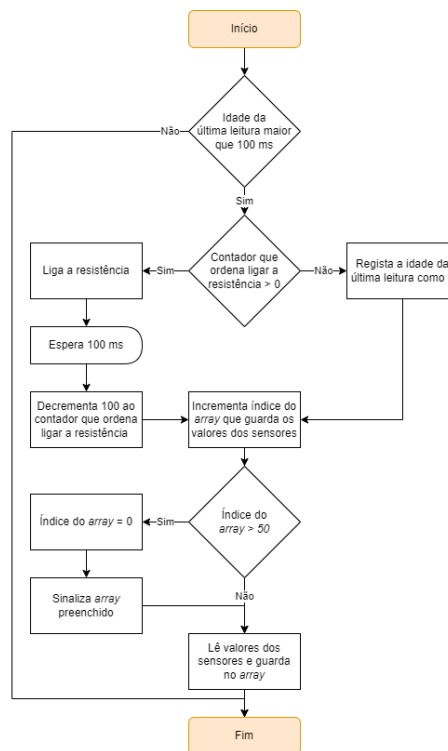 Início
Idade da
última leitura maior
que 100 ms
Não
Sim
Contador que
ordena ligar a
resistência > 0
Sim
Não
Liga a resistência
Regista a idade da
última leitura como
Espera 100 ms
Decrementa 100 ao
contador que ordena
ligar a resistência
Incrementa índice do
array que guarda os
valores dos sensores
Índice do
array > 50
Sim
Índice do array = 0
Não
Sinaliza array
preenchido
Lê valores dos
sensores e guarda
no array
Fim